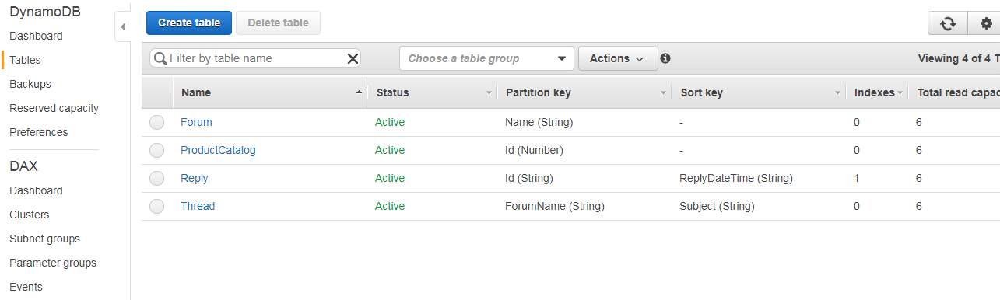 DynamoDB
Dashboard
Tables
Backups
Reserved capacity
Preferences
DAX
Dashboard
Clusters
Subnet groups
Parameter groups
Events
Create table Delete table
Filter by table name Choose a table group Actions Viewing 4 of 4 T
Name Status Partition key Sort key Indexes Total read capac
Forum Active Name (String) - 0 6
ProductCatalog Active Id (Number) - 0 6
Reply Active Id (String) ReplyDateTime (String) 1 6
Thread Active ForumName (String) Subject (String) 0 6